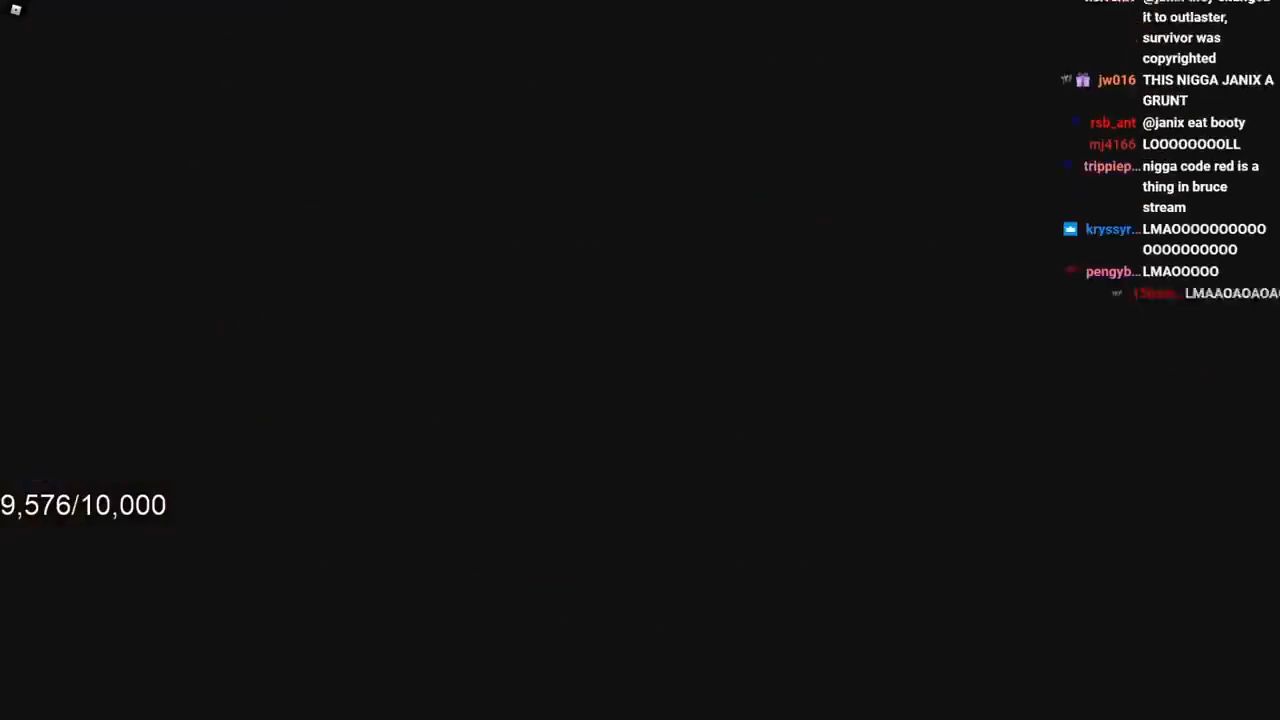 it to outlaster,
survivor was
copyrighted
jw016 THIS NIGGA JANIX A
GRUNT
rsb_ant @janix eat booty
mj4166 LOOOOOOOOLL
trippiep... nigga code red is a
thing in bruce
stream
kryssyr... LMAOOOOOOOOOO
OOOOOOOOOO
pengyb... LMAOOOOO
LMAAOAOAOA
9,576/10,000